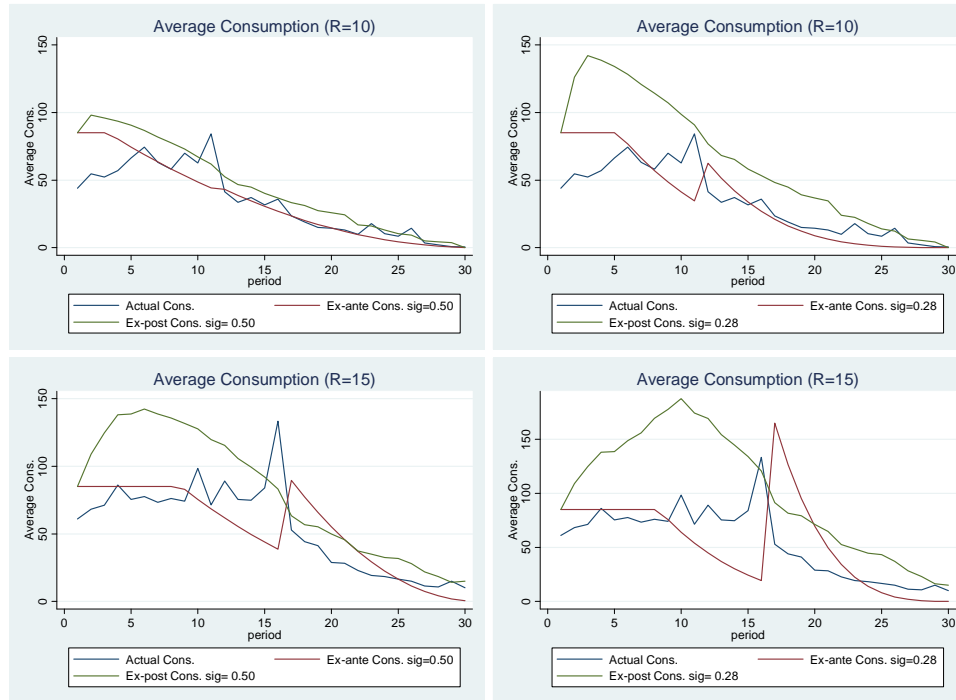 Average Consumption (R=10)
Average Cons.
0 50 100 150
0 5 10 15 20 25 30
period
Actual Cons. Ex-ante Cons. sig=0.50
Ex-post Cons. sig= 0.50
Average Consumption (R=10)
Average Cons.
0 50 100 150
0 5 10 15 20 25 30
period
Actual Cons. Ex-ante Cons. sig=0.28
Ex-post Cons. sig= 0.28
Average Consumption (R=15)
Average Cons.
0 50 100 150
0 5 10 15 20 25 30
period
Actual Cons. Ex-ante Cons. sig=0.50
Ex-post Cons. sig= 0.50
Average Consumption (R=15)
Average Cons.
0 50 100 150
0 5 10 15 20 25 30
period
Actual Cons. Ex-ante Cons. sig=0.28
Ex-post Cons. sig= 0.28